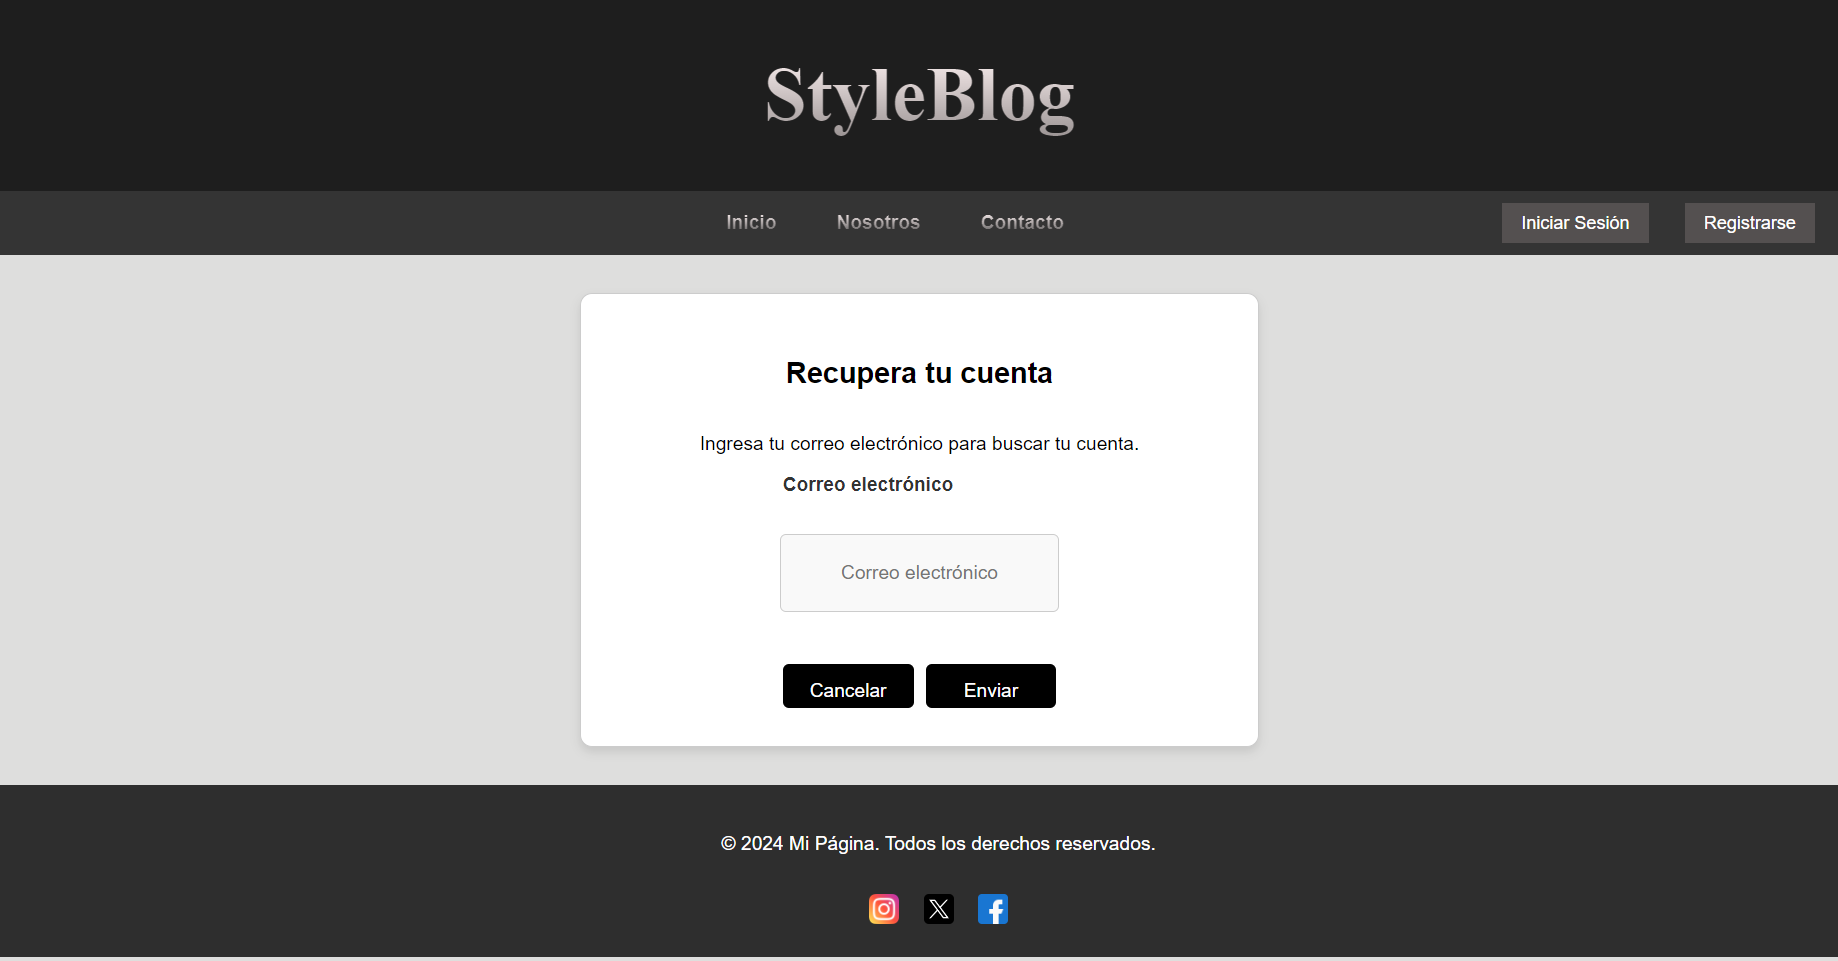 StyleBlog
Inicio Nosotros Contacto Iniciar Sesión Registrarse
Recupera tu cuenta
Ingresa tu correo electrónico para buscar tu cuenta.
Correo electrónico
Correo electrónico
Cancelar Enviar
© 2024 Mi Página. Todos los derechos reservados.